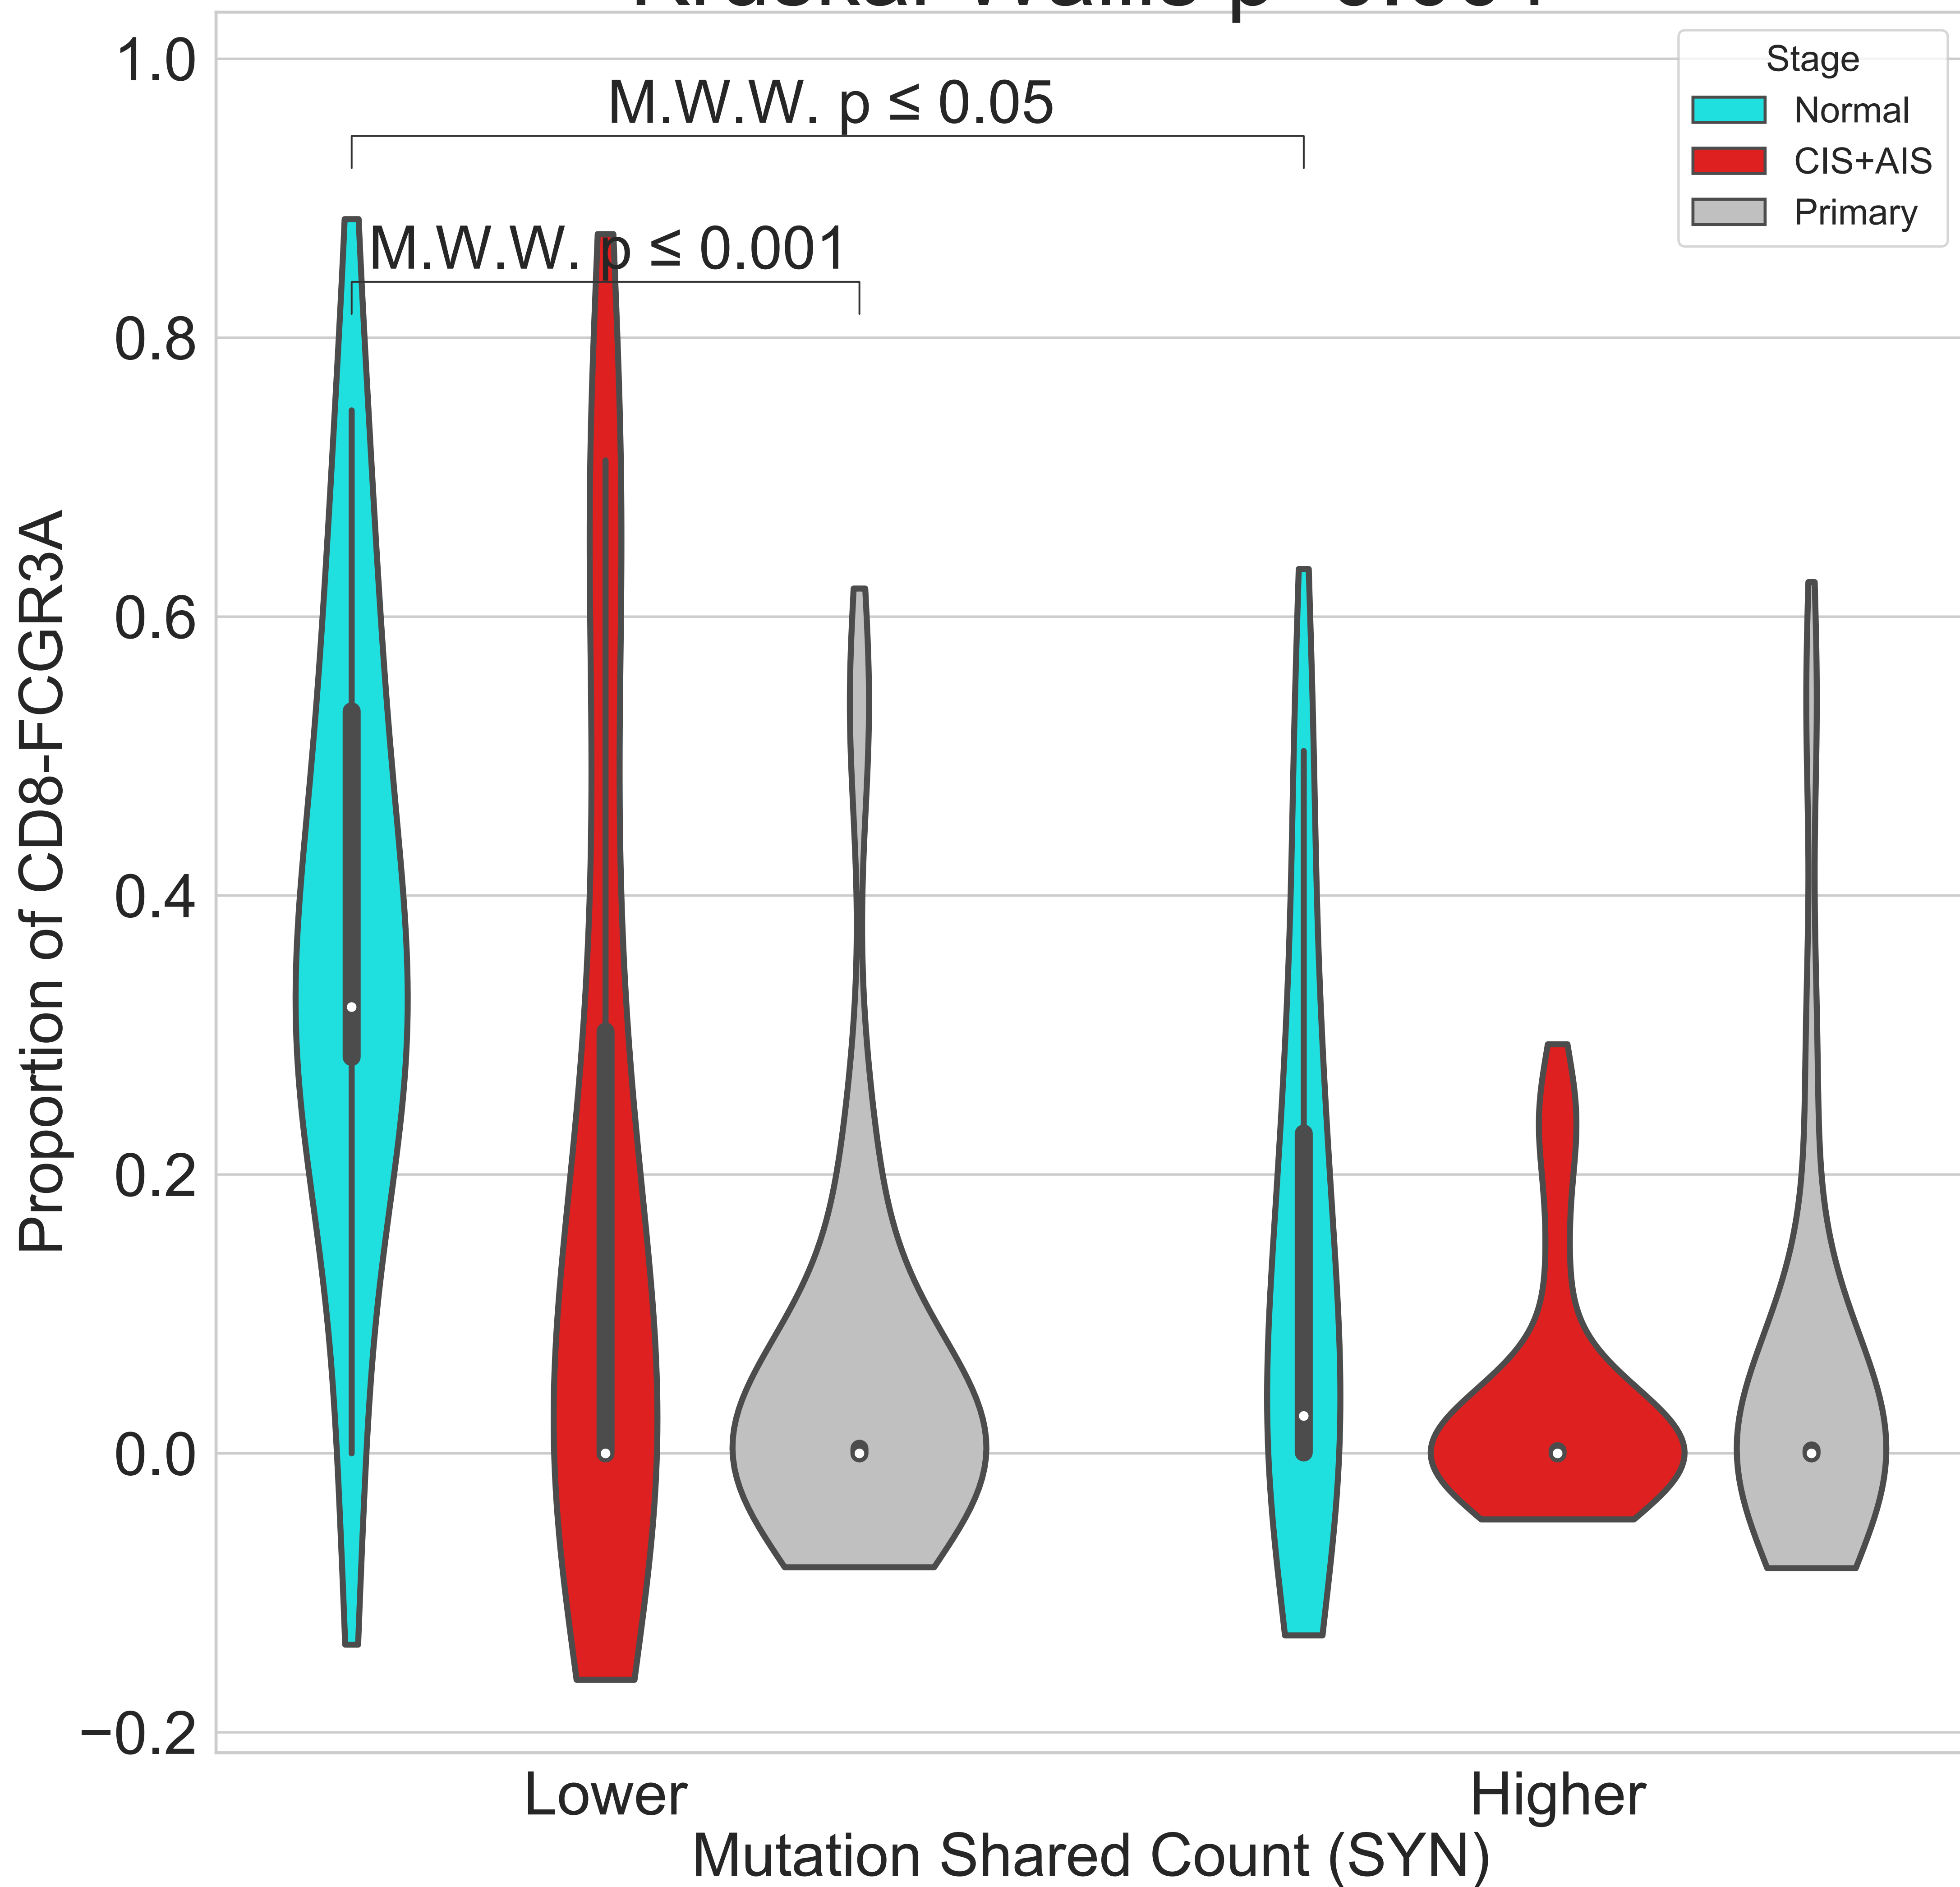 1.0
0.8
0.6
0.4
0.2
0.0
−0.2
Proportion of CD8-FCGR3A
M.W.W. p ≤ 0.05
M.W.W. p ≤ 0.001
Stage
Normal
CIS+AIS
Primary
Lower
Higher
Mutation Shared Count (SYN)